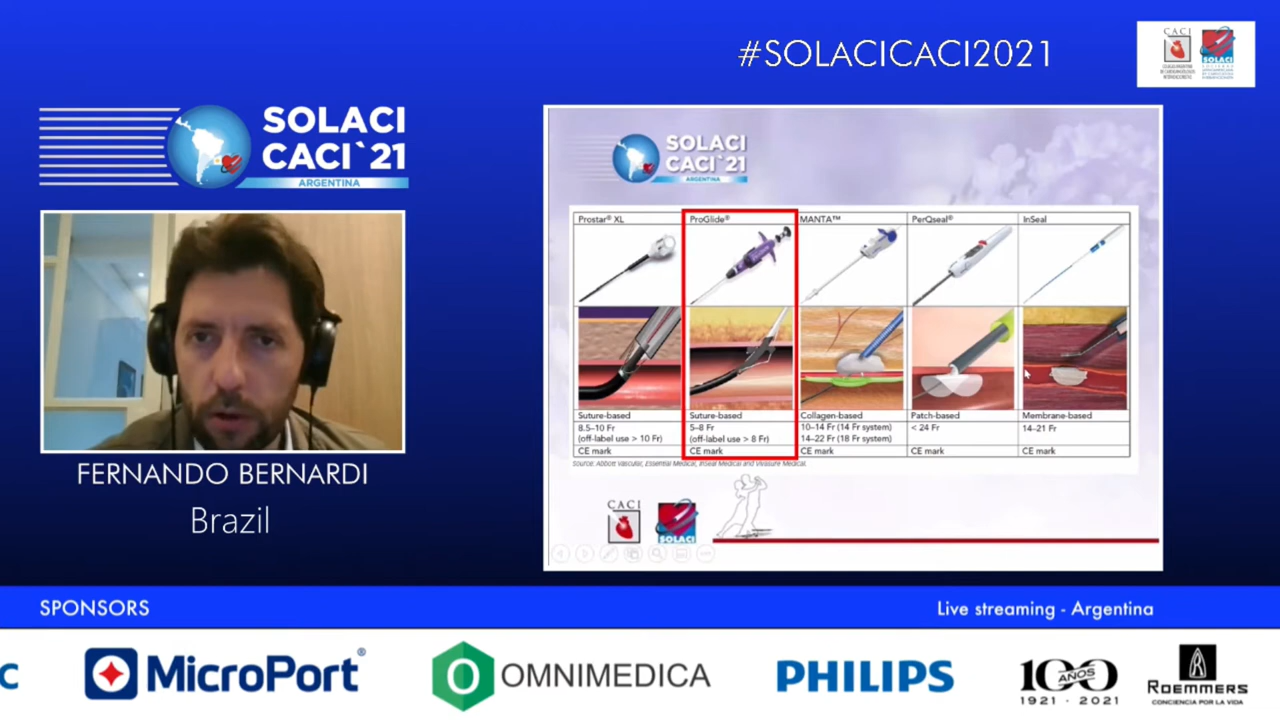 #SOLACICACI2021
CACI
SOLACI
SOLACI
CACI`21
ARGENTINA
SOLACI
CACI`21
ARGENTINA
Prostar® XL
ProGlide®
MANTA™
PerQseal®
InSeal
Suture-based
8.5–10 Fr
(off-label use > 10 Fr)
CE mark
Suture-based
5–8 Fr
(off-label use > 8 Fr)
CE mark
Collagen-based
10–14 Fr (14 Fr system)
14–22 Fr (18 Fr system)
CE mark
Patch-based
< 24 Fr
CE mark
Membrane-based
14–21 Fr
CE mark
Source: Abbott Vascular, Essential Medical, InSeal Medical and Vivasure Medical.
CACI
SOLACI
FERNANDO BERNARDI
Brazil
SPONSORS
Live streaming - Argentina
C
MicroPort®
OMNIMEDICA
PHILIPS
100
AÑOS
1921 · 2021
ROEMMERS
CONCIENCIA POR LA VIDA